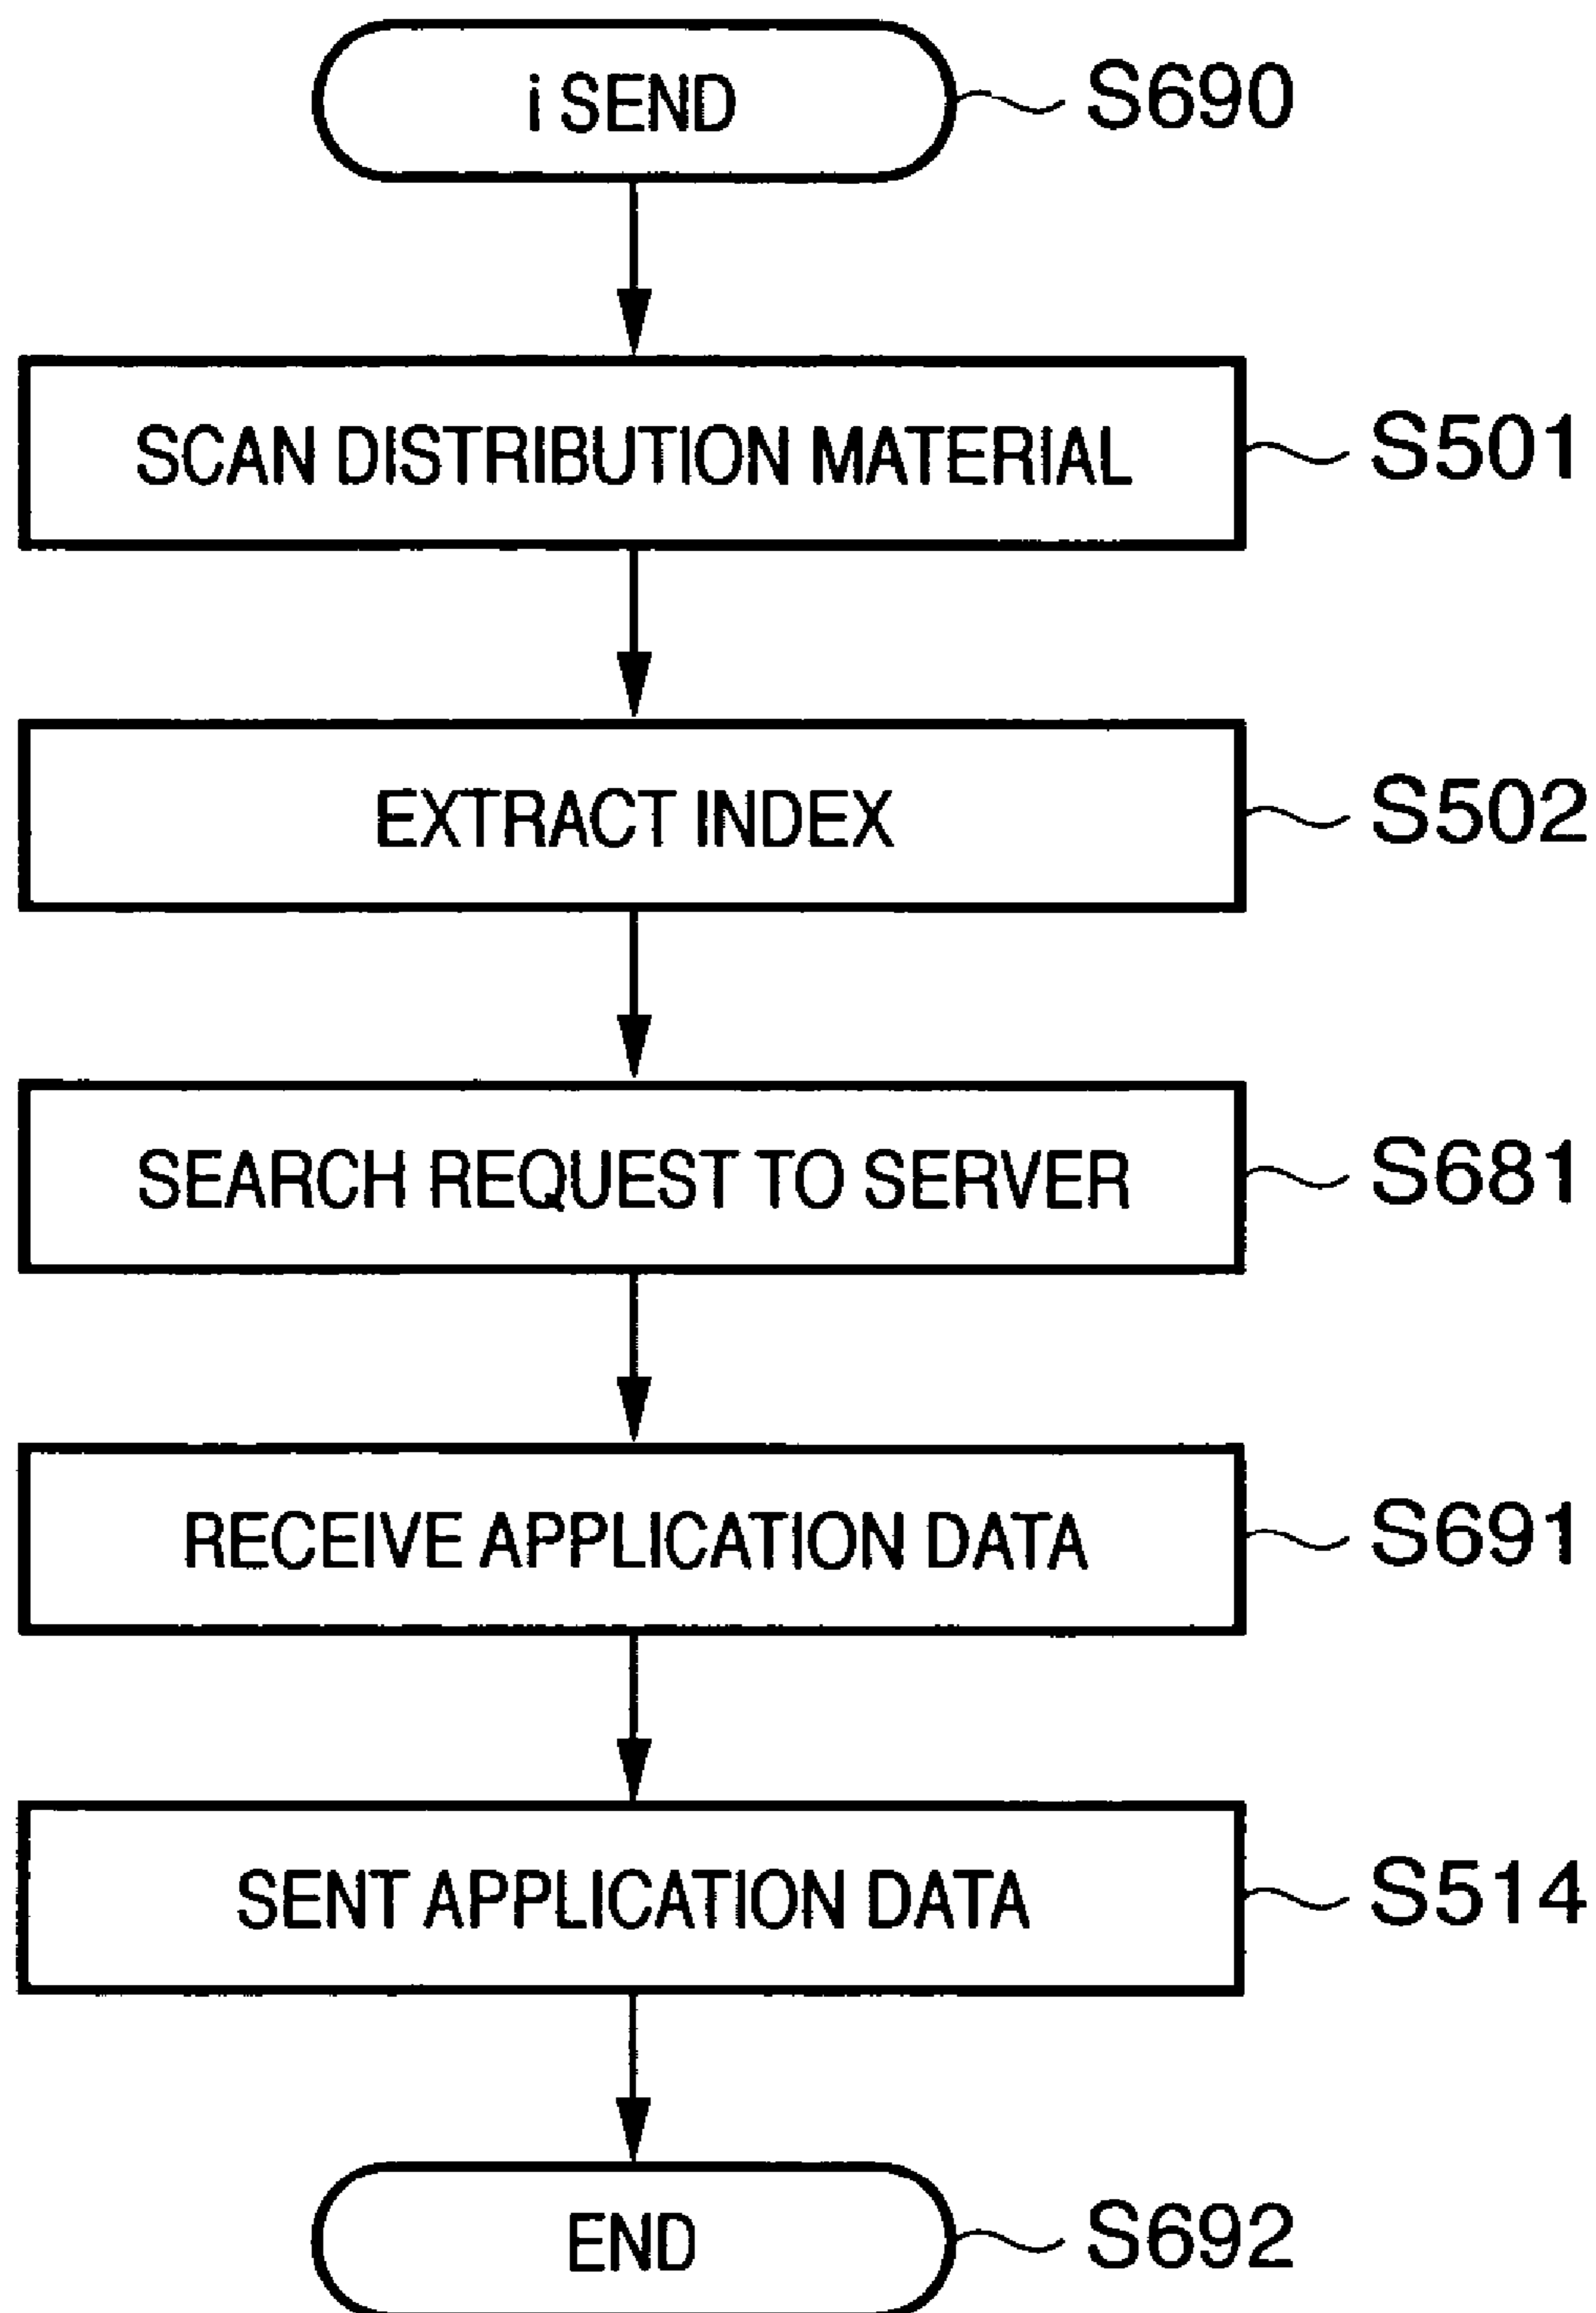 i SEND S690
SCAN DISTRIBUTION MATERIAL S501
EXTRACT INDEX S502
SEARCH REQUEST TO SERVER S681
RECEIVE APPLICATION DATA S691
SENT APPLICATION DATA S514
END S692